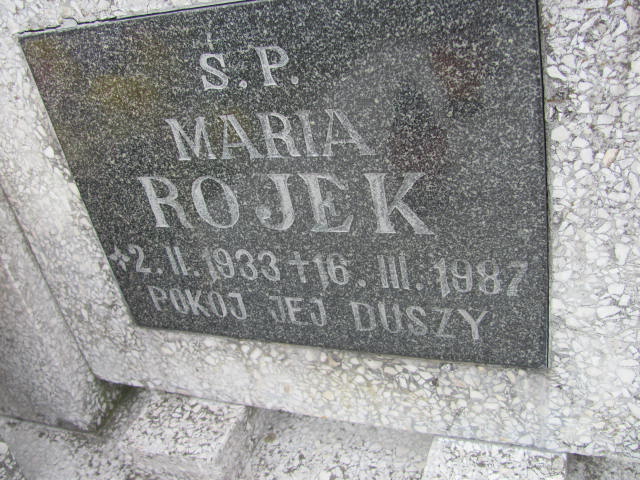 S.P.
MARIA
ROJEK
*2.II.1933 +16.III.1987
POKOJ JEJ DUSZY